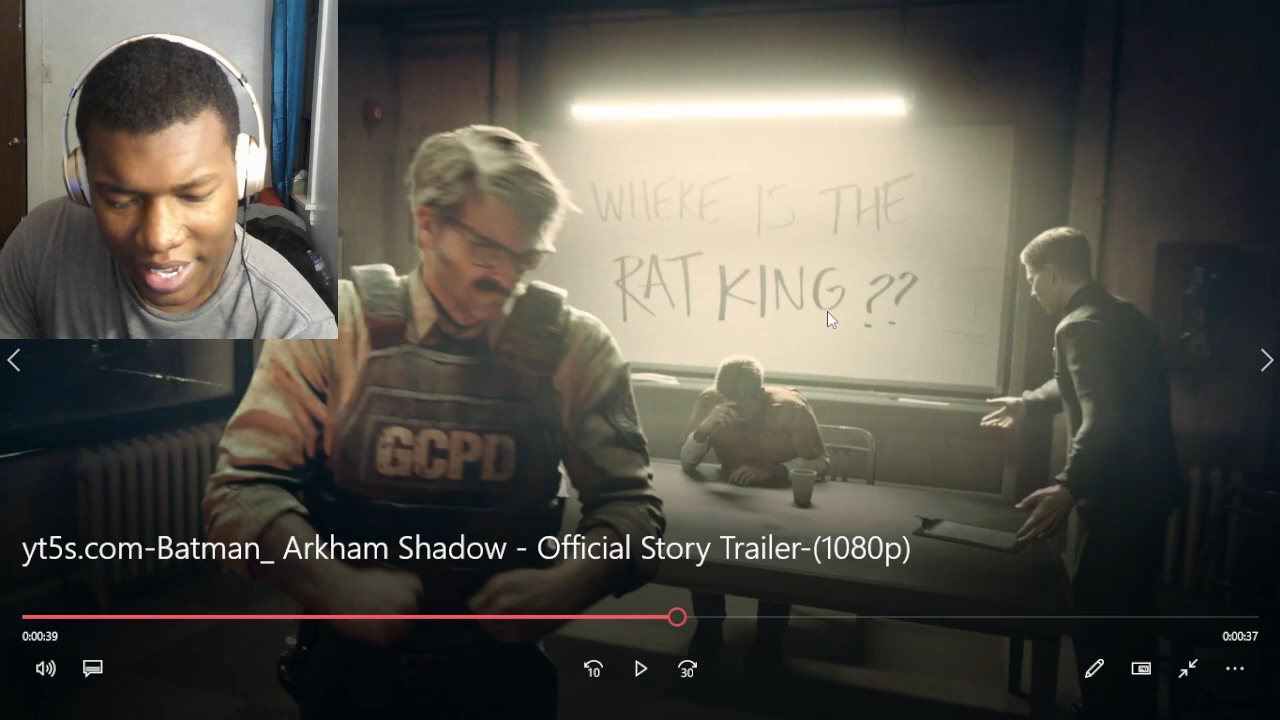 WHERE IS THE
RAT KING ??
GCPD
yt5s.com-Batman_ Arkham Shadow - Official Story Trailer-(1080p)
0:00:39
0:00:37
10
30